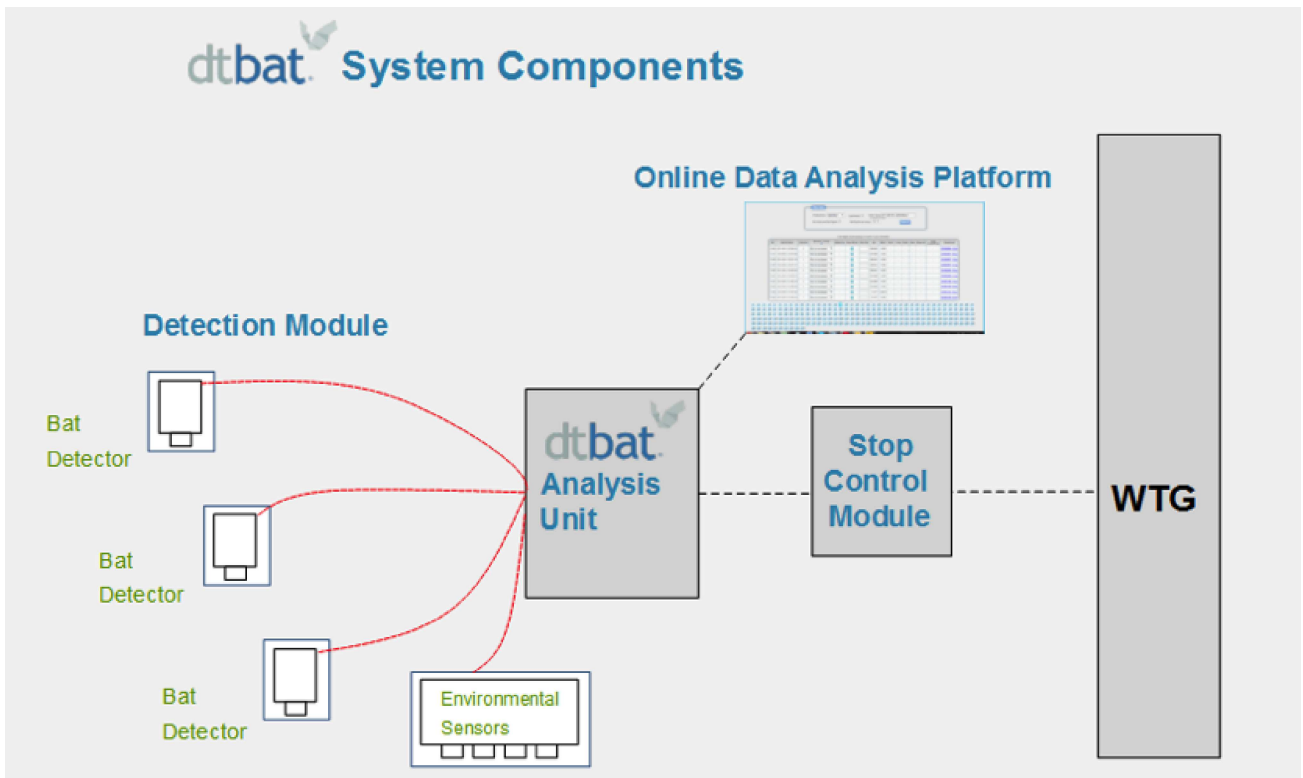 dtbat. System Components
Online Data Analysis Platform
Detection Module
Bat
Detector
Bat
Detector
Bat
Detector
Environmental
Sensors
dtbat.
Analysis
Unit
Stop
Control
Module
WTG